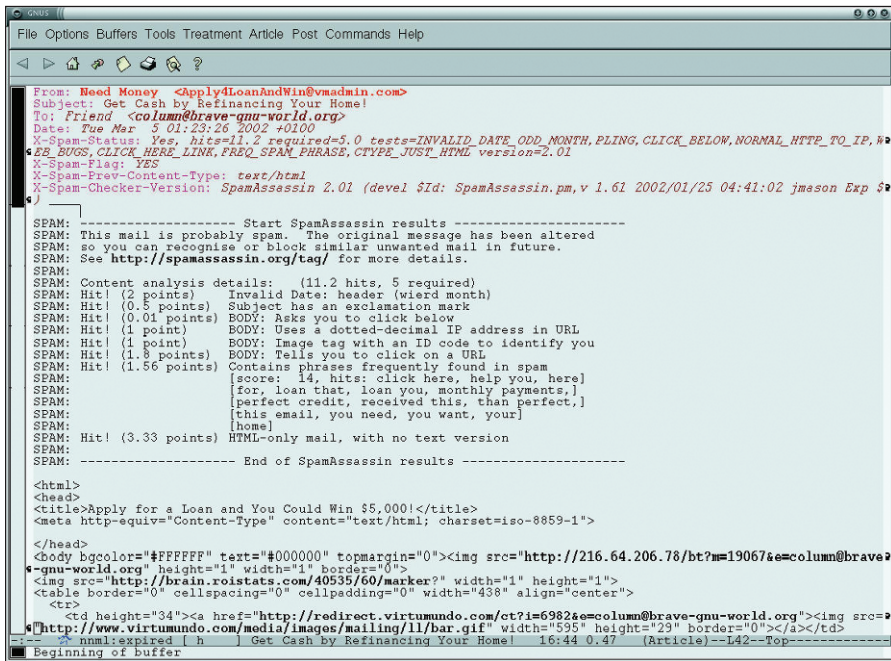 GNUS
File Options Buffers Tools Treatment Article Post Commands Help
From: Need Money <Apply4LoanAndWin@vmadmin.com>
Subject: Get Cash by Refinancing Your Home!
To: Friend <column@brave-gnu-world.org>
Date: Tue Mar 5 01:23:26 2002 +0100
X-Spam-Status: Yes, hits=11.2 required=5.0 tests=INVALID_DATE_ODD_MONTH,PLING,CLICK_BELOW,NORMAL_HTTP_TO_IP,W
EB_BUGS,CLICK_HERE_LINK,FREQ_SPAM_PHRASE,CTYPE_JUST_HTML version=2.01
X-Spam-Flag: YES
X-Spam-Prev-Content-Type: text/html
X-Spam-Checker-Version: SpamAssassin 2.01 (devel $Id: SpamAssassin.pm,v 1.61 2002/01/25 04:41:02 jmason Exp $
)
SPAM: -------------------- Start SpamAssassin results ----------------------
SPAM: This mail is probably spam. The original message has been altered
SPAM: so you can recognise or block similar unwanted mail in future.
SPAM: See http://spamassassin.org/tag/ for more details.
SPAM:
SPAM: Content analysis details: (11.2 hits, 5 required)
SPAM: Hit! (2 points) Invalid Date: header (wierd month)
SPAM: Hit! (0.5 points) Subject has an exclamation mark
SPAM: Hit! (0.01 points) BODY: Asks you to click below
SPAM: Hit! (1 point) BODY: Uses a dotted-decimal IP address in URL
SPAM: Hit! (1 point) BODY: Image tag with an ID code to identify you
SPAM: Hit! (1.8 points) BODY: Tells you to click on a URL
SPAM: Hit! (1.56 points) Contains phrases frequently found in spam
SPAM: [score: 14, hits: click here, help you, here]
SPAM: [for, loan that, loan you, monthly payments,]
SPAM: [perfect credit, received this, than perfect,]
SPAM: [this email, you need, you want, your]
SPAM: [home]
SPAM: Hit! (3.33 points) HTML-only mail, with no text version
SPAM:
SPAM: -------------------- End of SpamAssassin results ---------------------
<html>
<head>
<title>Apply for a Loan and You Could Win $5,000!</title>
<meta http-equiv="Content-Type" content="text/html; charset=iso-8859-1">
</head>
<body bgcolor="#FFFFFF" text="#000000" topmargin="0"><img src="http://216.64.206.78/bt?m=19067&e=column@brave
-gnu-world.org" height="1" width="1" border="0">
<img src="http://brain.roistats.com/40535/60/marker?" width="1" height="1">
<table border="0" cellspacing="0" cellpadding="0" width="438" align="center">
<tr>
<td height="34"><a href="http://redirect.virtumundo.com/ct?i=6982&e=column@brave-gnu-world.org"><img src=
"http://www.virtumundo.com/media/images/mailing/ll/bar.gif" width="595" height="29" border="0"></a></td>
-:-- nnml:expired [ h ] Get Cash by Refinancing Your Home! 16:44 0.47 (Article)--L42--Top--------------
Beginning of buffer